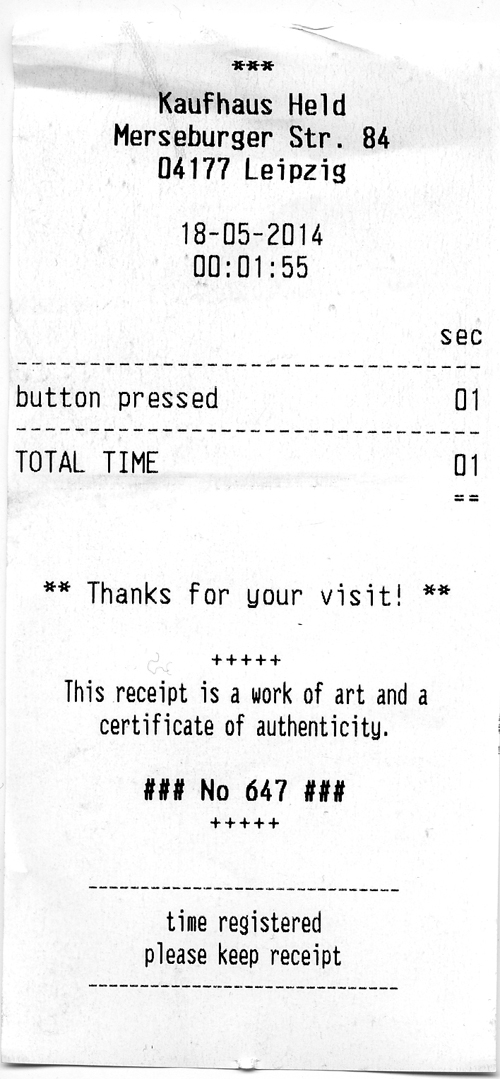 ***
Kaufhaus Held
Merseburger Str. 84
04177 Leipzig
18-05-2014
00:01:55
sec
--------------------------------
button pressed 01
--------------------------------
TOTAL TIME 01
==
** Thanks for your visit! **
+++++
This receipt is a work of art and a
certificate of authenticity.
### No 647 ###
+++++
-----------------------------
time registered
please keep receipt
-----------------------------